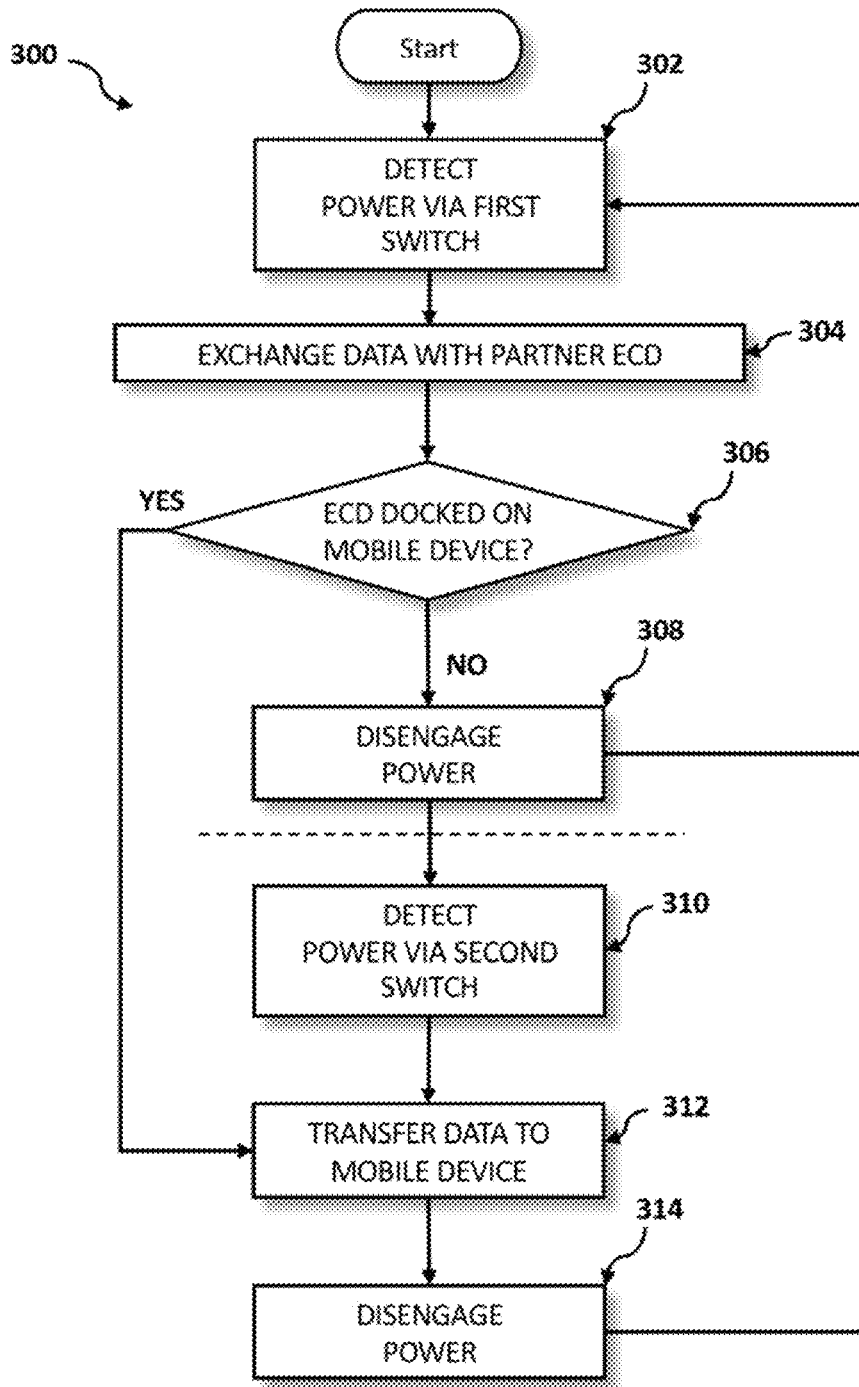 300
Start
302
DETECT
POWER VIA FIRST
SWITCH
304
EXCHANGE DATA WITH PARTNER ECD
306
YES
ECD DOCKED ON
MOBILE DEVICE?
308
NO
DISENGAGE
POWER
310
DETECT
POWER VIA SECOND
SWITCH
312
TRANSFER DATA TO
MOBILE DEVICE
314
DISENGAGE
POWER